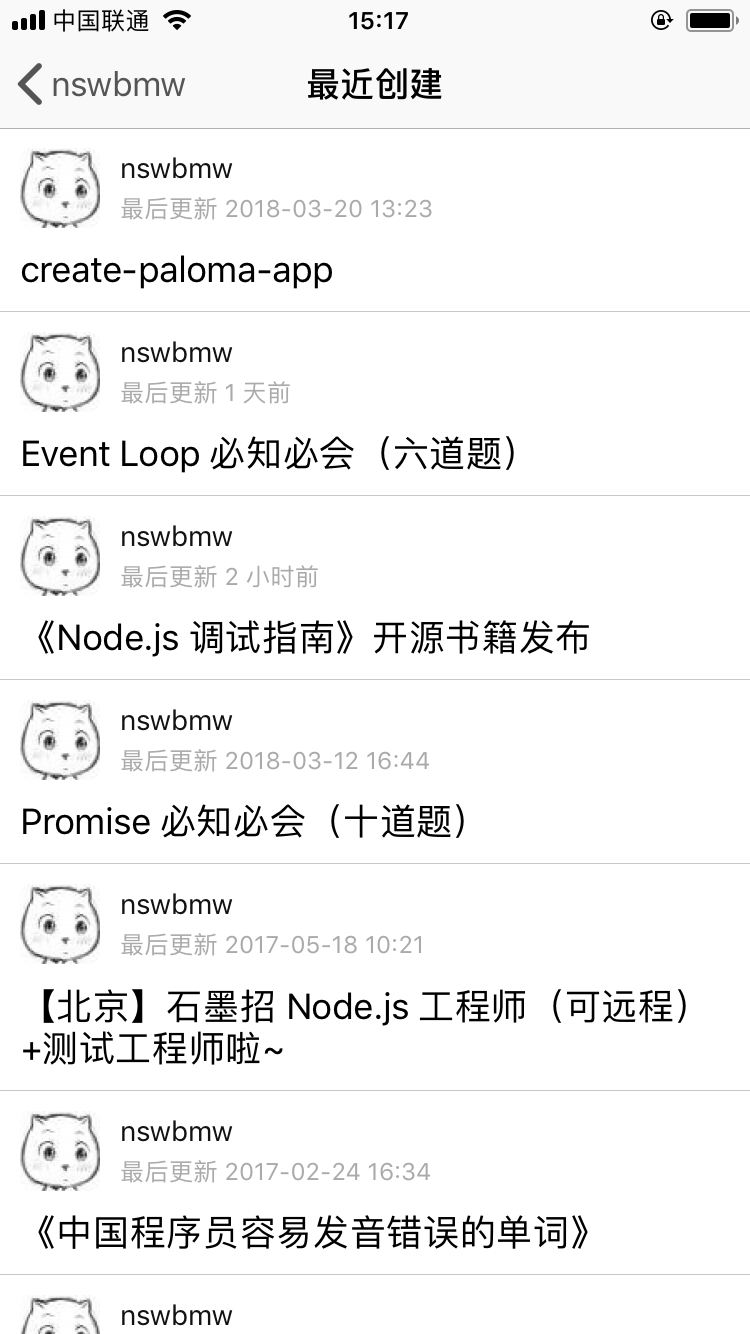 中国联通 15:17
nswbmw 最近创建
nswbmw
最后更新 2018-03-20 13:23
create-paloma-app
nswbmw
最后更新 1 天前
Event Loop 必知必会（六道题）
nswbmw
最后更新 2 小时前
《Node.js 调试指南》开源书籍发布
nswbmw
最后更新 2018-03-12 16:44
Promise 必知必会（十道题）
nswbmw
最后更新 2017-05-18 10:21
【北京】石墨招 Node.js 工程师（可远程）
+测试工程师啦~
nswbmw
最后更新 2017-02-24 16:34
《中国程序员容易发音错误的单词》
nswbmw